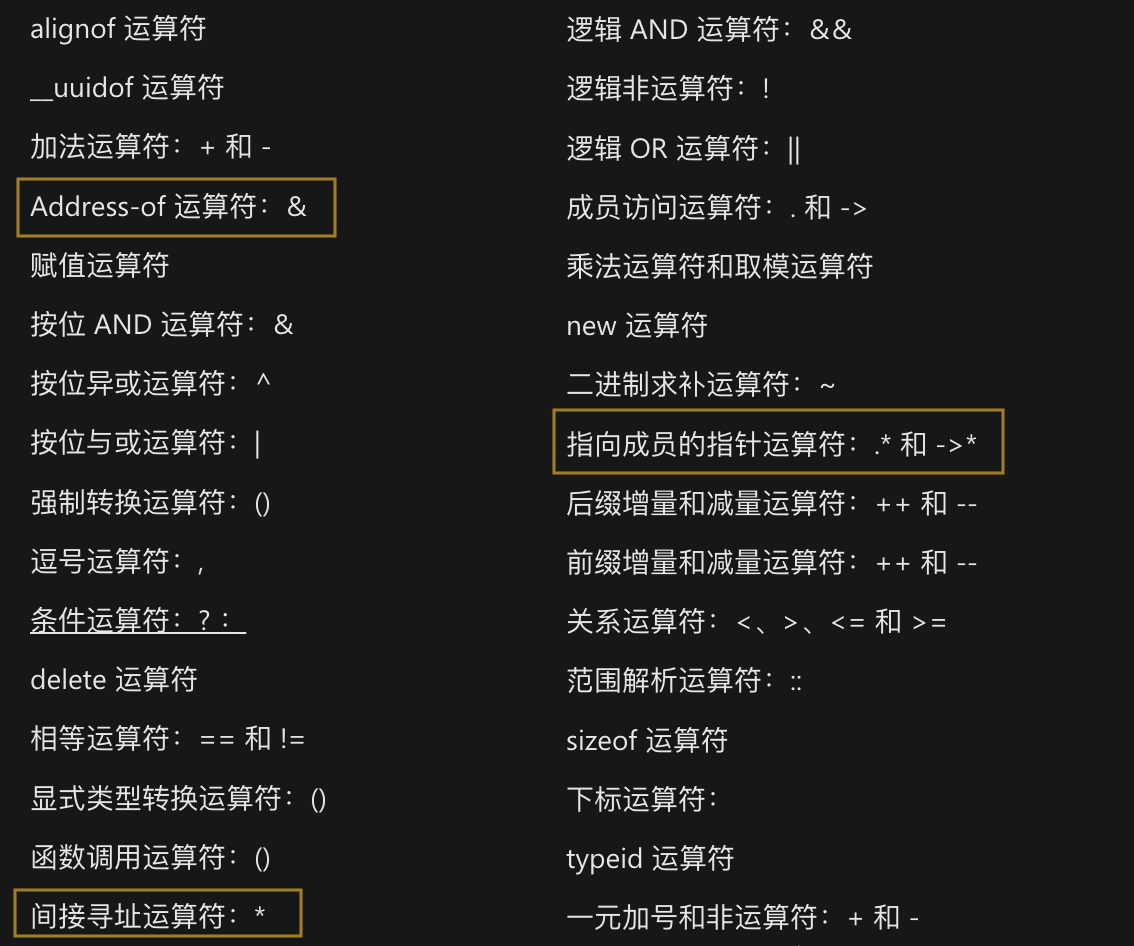 alignof 运算符
__uuidof 运算符
加法运算符：+ 和 -
Address-of 运算符：&
赋值运算符
按位 AND 运算符：&
按位异或运算符：^
按位与或运算符：|
强制转换运算符：()
逗号运算符：,
条件运算符：? ：
delete 运算符
相等运算符：== 和 !=
显式类型转换运算符：()
函数调用运算符：()
间接寻址运算符：*
逻辑 AND 运算符：&&
逻辑非运算符：!
逻辑 OR 运算符：||
成员访问运算符：. 和 ->
乘法运算符和取模运算符
new 运算符
二进制求补运算符：~
指向成员的指针运算符：.* 和 ->*
后缀增量和减量运算符：++ 和 --
前缀增量和减量运算符：++ 和 --
关系运算符：<、>、<= 和 >=
范围解析运算符：::
sizeof 运算符
下标运算符：
typeid 运算符
一元加号和非运算符：+ 和 -